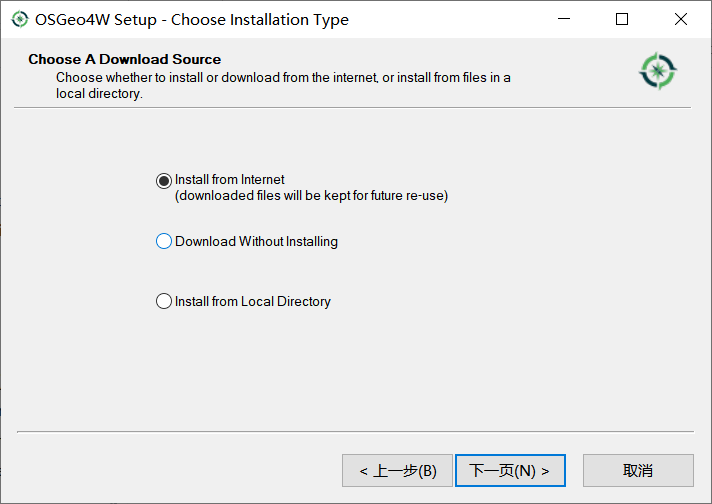 OSGeo4W Setup - Choose Installation Type
Choose A Download Source
Choose whether to install or download from the internet, or install from files in a
local directory.
Install from Internet
(downloaded files will be kept for future re-use)
Download Without Installing
Install from Local Directory
< 上一步(B)
下一页(N) >
取消